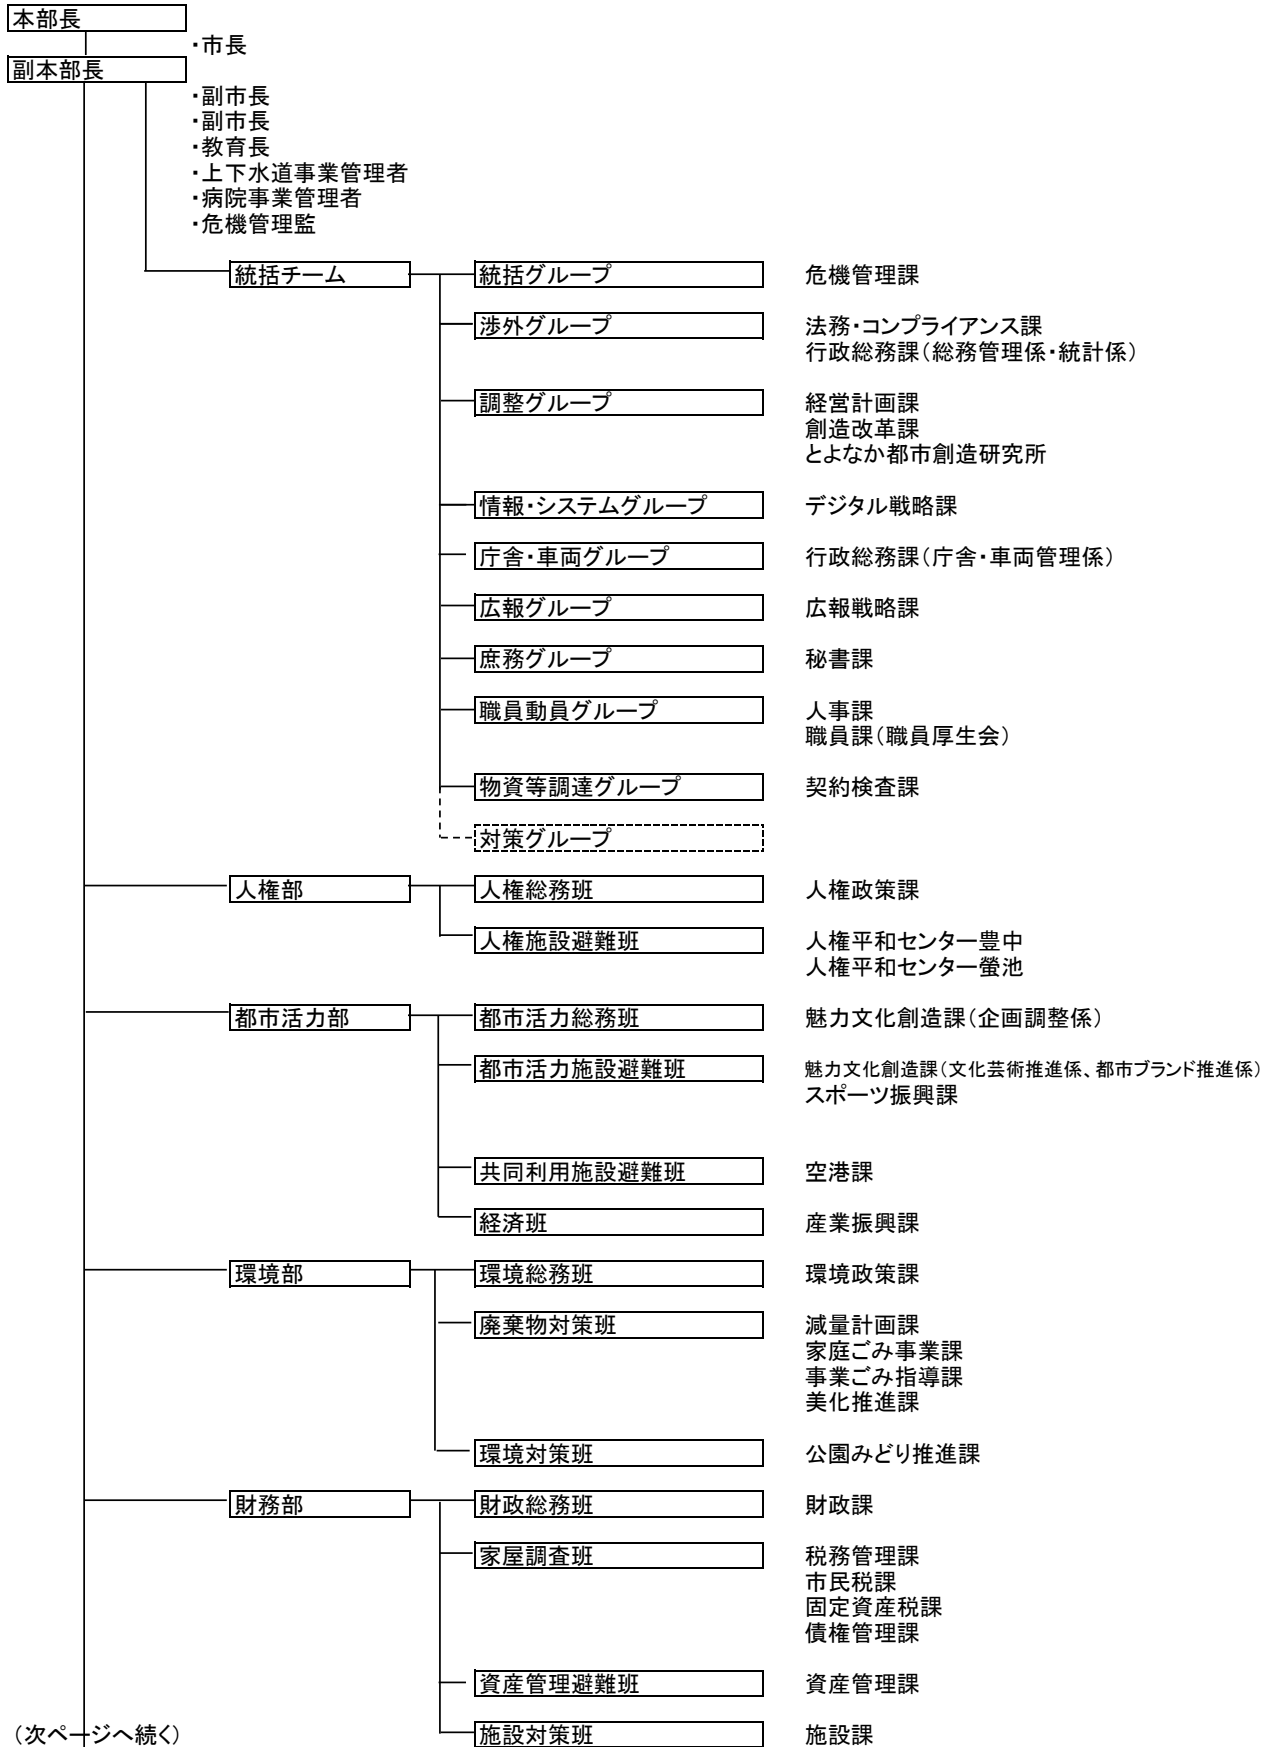 本部長
・市長
副本部長
・副市長
・副市長
・教育長
・上下水道事業管理者
・病院事業管理者
・危機管理監
統括チーム 統括グループ 危機管理課
渉外グループ 法務・コンプライアンス課
行政総務課(総務管理係・統計係)
調整グループ 経営計画課
創造改革課
とよなか都市創造研究所
情報・システムグループ デジタル戦略課
庁舎・車両グループ 行政総務課(庁舎・車両管理係)
広報グループ 広報戦略課
庶務グループ 秘書課
職員動員グループ 人事課
職員課(職員厚生会)
物資等調達グループ 契約検査課
対策グループ
人権部 人権総務班 人権政策課
人権施設避難班 人権平和センター豊中
人権平和センター螢池
都市活力部 都市活力総務班 魅力文化創造課(企画調整係)
都市活力施設避難班 魅力文化創造課(文化芸術推進係、都市ブランド推進係)
スポーツ振興課
共同利用施設避難班 空港課
経済班 産業振興課
環境部 環境総務班 環境政策課
廃棄物対策班 減量計画課
家庭ごみ事業課
事業ごみ指導課
美化推進課
環境対策班 公園みどり推進課
財務部 財政総務班 財政課
家屋調査班 税務管理課
市民税課
固定資産税課
債権管理課
資産管理避難班 資産管理課
(次ページへ続く) 施設対策班 施設課